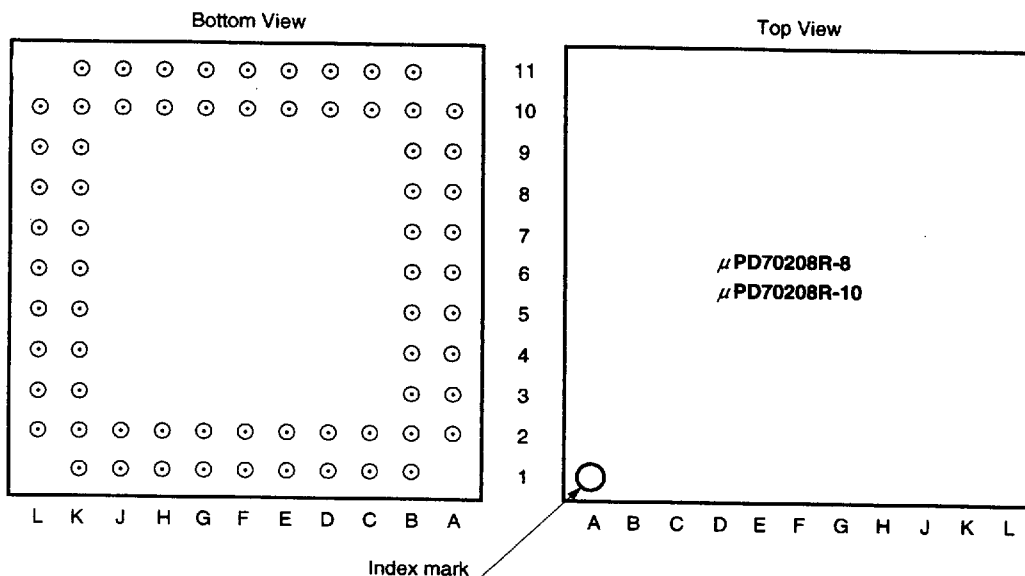 Bottom View
Top View
11
10
9
8
7
6
5
4
3
2
1
μPD70208R-8
μPD70208R-10
L K J H G F E D C B A
A B C D E F G H J K L
Index mark